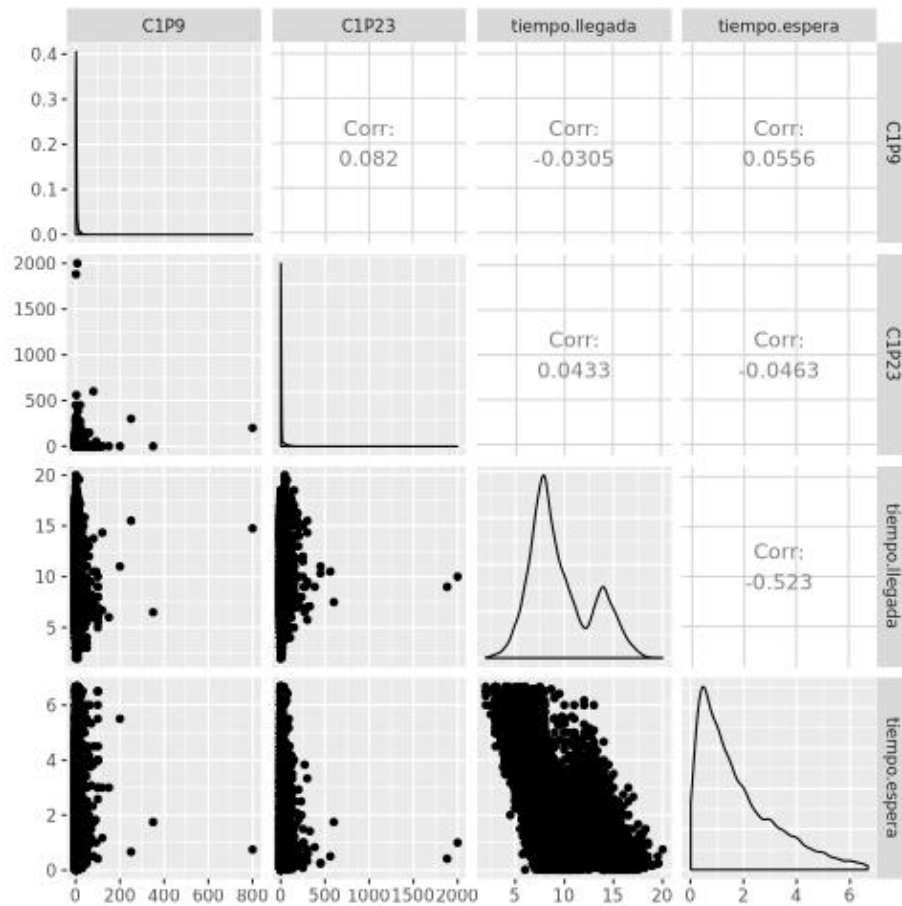 C1P9 C1P23 tiempo.llegada tiempo.espera
0.4
0.3
0.2
0.1
0.0
Corr:
0.082
Corr:
-0.0305
Corr:
0.0556
C1P9
2000
1500
1000
500
0
Corr:
0.0433
Corr:
-0.0463
C1P23
20
15
10
5
Corr:
-0.523
tiempo.llegada
6
4
2
0
tiempo.espera
0 200 400 600 800 0 500 1000 1500 2000 5 10 15 20 0 2 4 6